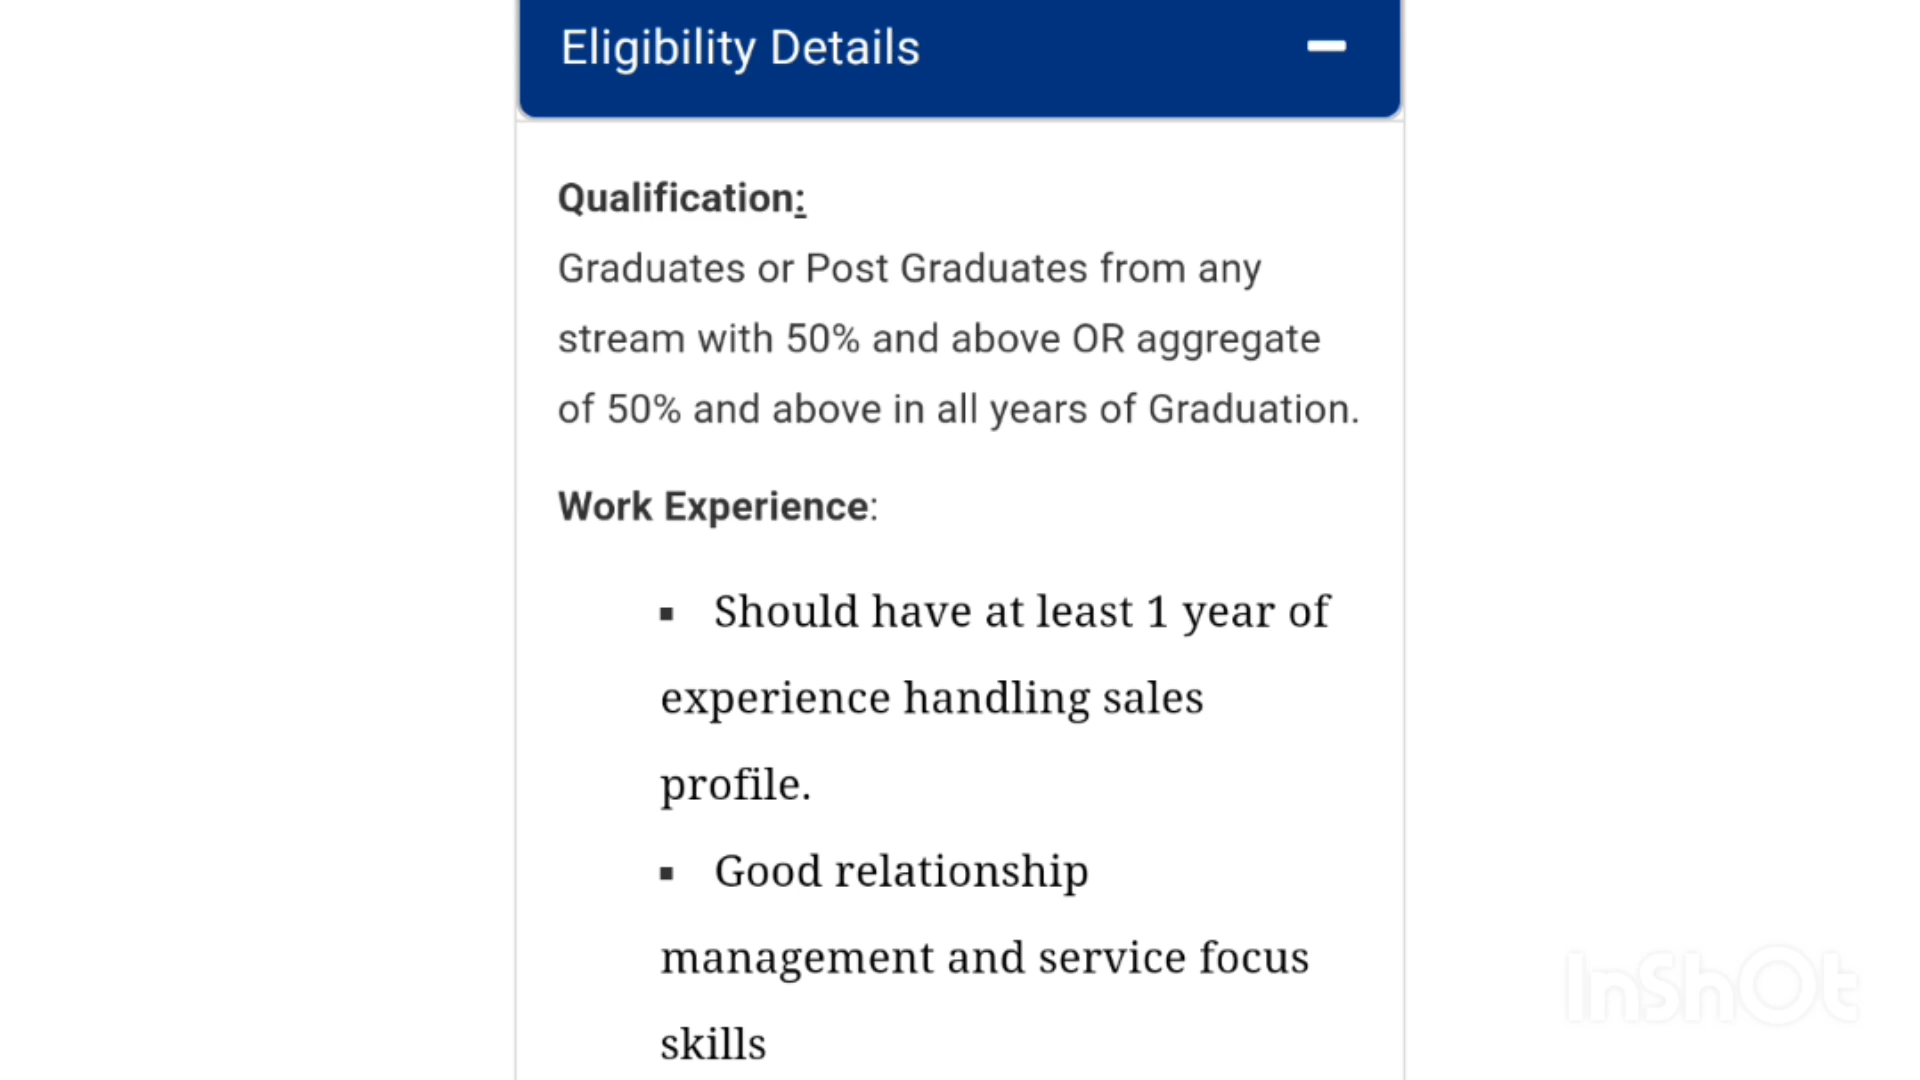 Eligibility Details
Qualification:
Graduates or Post Graduates from any
stream with 50% and above OR aggregate
of 50% and above in all years of Graduation.
Work Experience:
▪ Should have at least 1 year of
experience handling sales
profile.
▪ Good relationship
management and service focus
skills
InShOt